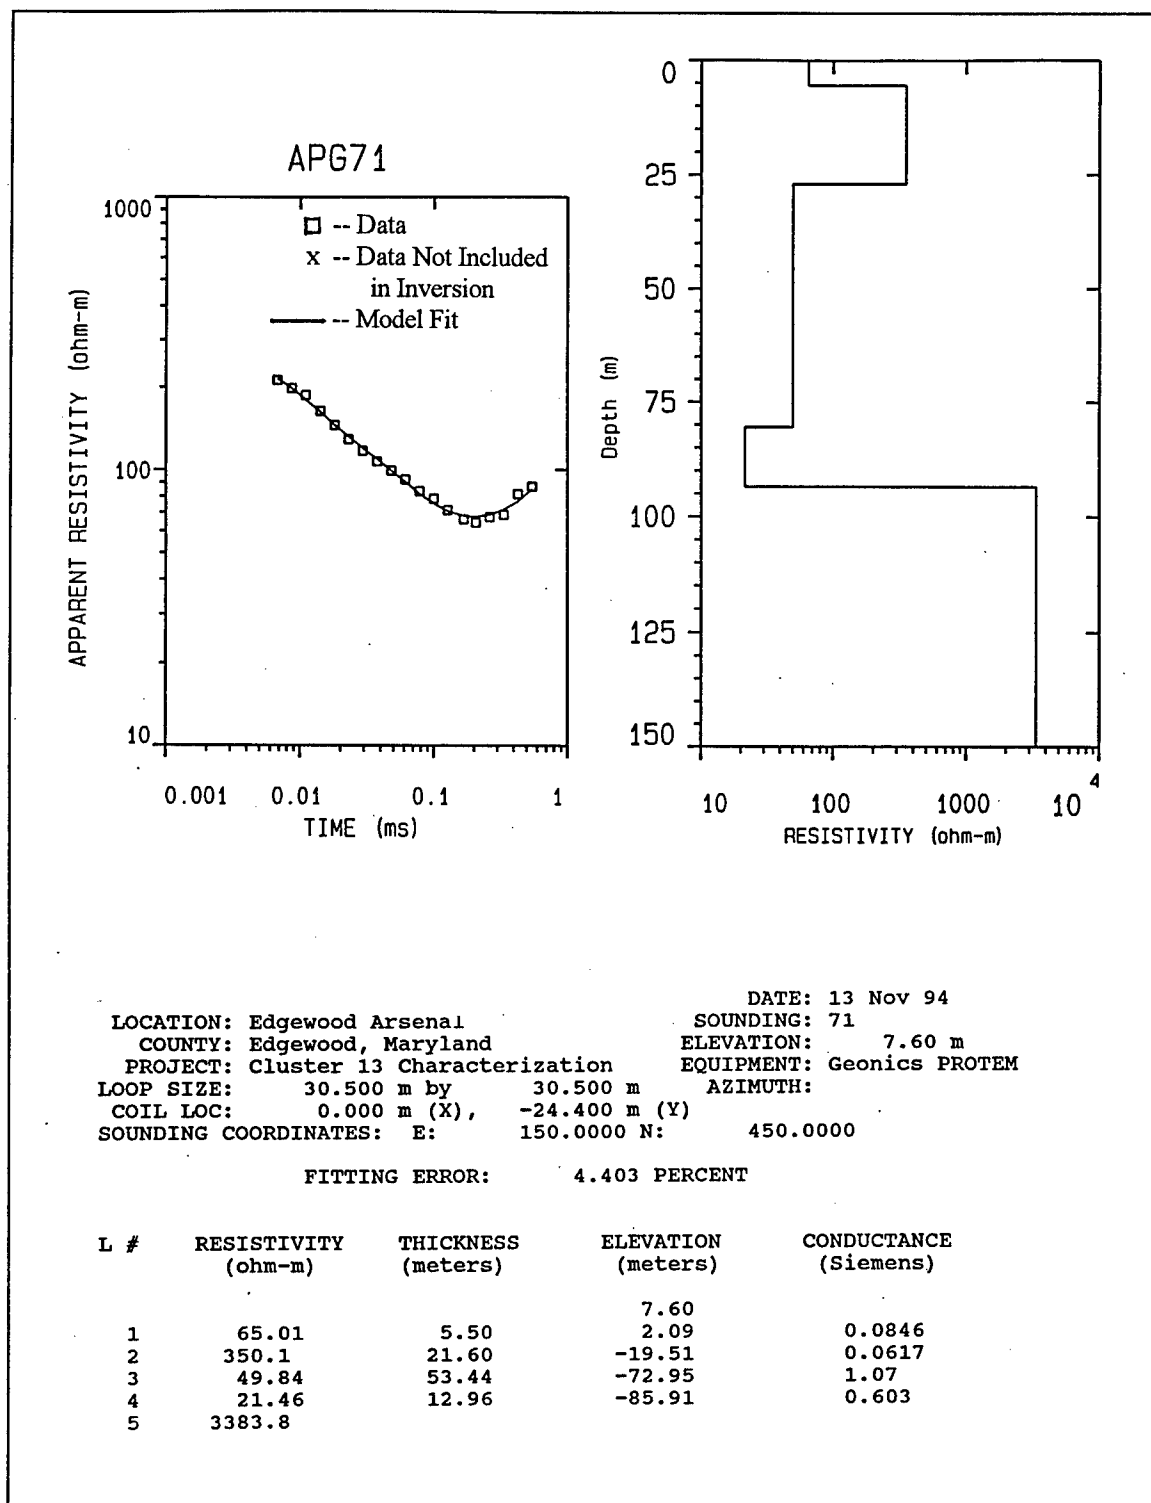 APG71
1000
100
10
APPARENT RESISTIVITY (ohm-m)
□ -- Data
x -- Data Not Included
in Inversion
-- Model Fit
0.001 0.01 0.1 1
TIME (ms)
0
25
50
75
100
125
150
Depth (m)
10 100 1000 10 4
RESISTIVITY (ohm-m)
DATE: 13 Nov 94
LOCATION: Edgewood Arsenal SOUNDING: 71
COUNTY: Edgewood, Maryland ELEVATION: 7.60 m
PROJECT: Cluster 13 Characterization EQUIPMENT: Geonics PROTEM
LOOP SIZE: 30.500 m by 30.500 m AZIMUTH:
COIL LOC: 0.000 m (X), -24.400 m (Y)
SOUNDING COORDINATES: E: 150.0000 N: 450.0000
FITTING ERROR: 4.403 PERCENT
L # RESISTIVITY THICKNESS ELEVATION CONDUCTANCE
(ohm-m) (meters) (meters) (Siemens)
7.60
1 65.01 5.50 2.09 0.0846
2 350.1 21.60 -19.51 0.0617
3 49.84 53.44 -72.95 1.07
4 21.46 12.96 -85.91 0.603
5 3383.8